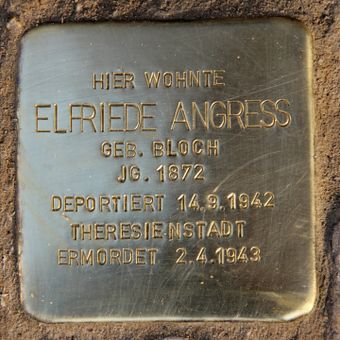 HIER WOHNTE
ELFRIEDE ANGRESS
GEB. BLOCH
JG. 1872
DEPORTIERT 14.9.1942
THERESIENSTADT
ERMORDET 2.4.1943